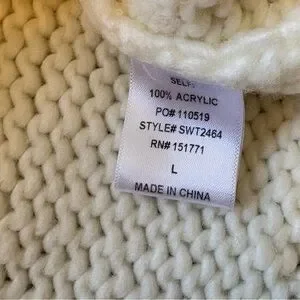 SELF:
100% ACRYLIC
PO# 110519
STYLE# SWT2464
RN# 151771
L
MADE IN CHINA